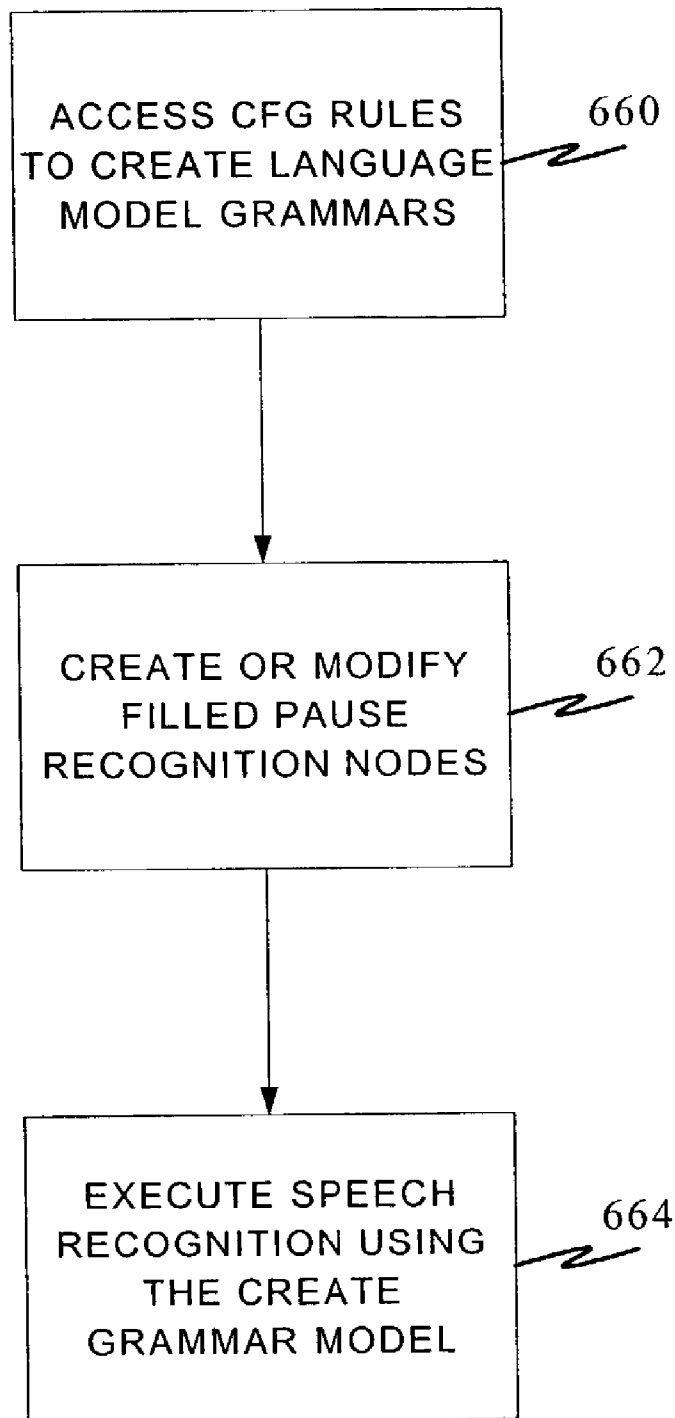 ACCESS CFG RULES
TO CREATE LANGUAGE
MODEL GRAMMARS
660
CREATE OR MODIFY
FILLED PAUSE
RECOGNITION NODES
662
EXECUTE SPEECH
RECOGNITION USING
THE CREATE
GRAMMAR MODEL
664